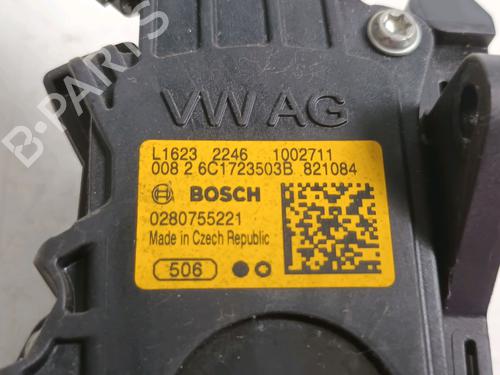 B-PARTS
VW AG
L1623 2246 1002711
008 2 6C1723503B 821084
BOSCH
0280755221
Made in Czech Republic
506